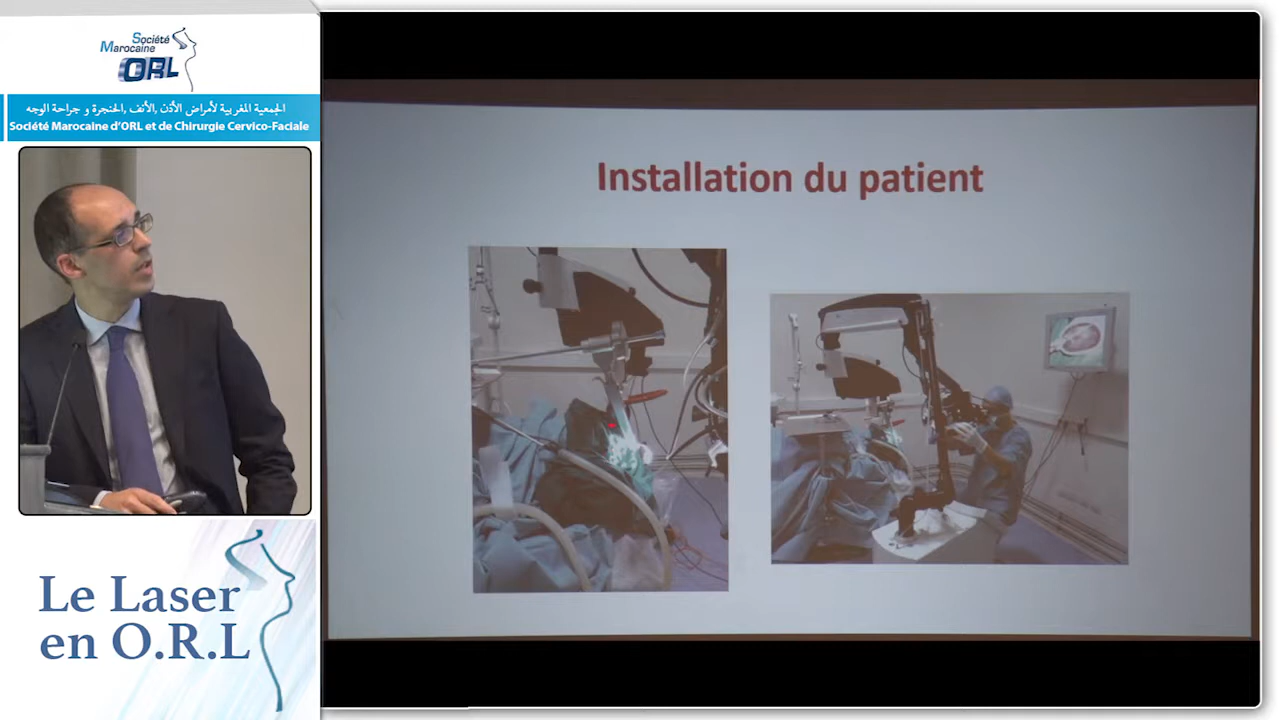 Société
Marocaine
ORL
الجمعية المغربية لأمراض الأذن ,الأنف ,الحنجرة و جراحة الوجه
Société Marocaine d'ORL et de Chirurgie Cervico-Faciale
Installation du patient
Le Laser
en O.R.L